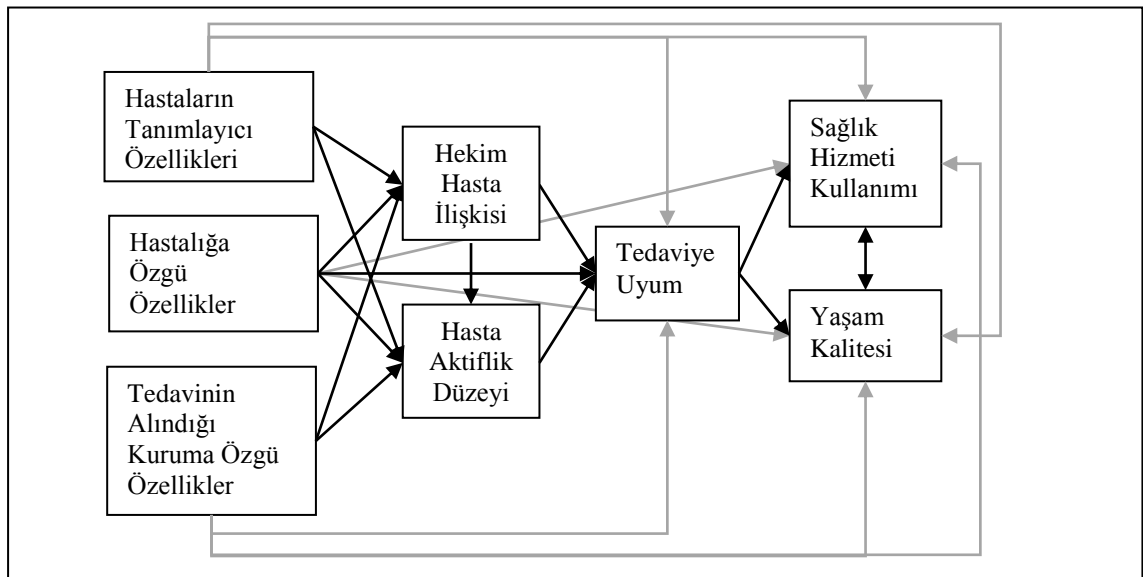 Hastaların
Tanımlayıcı
Özellikleri
Hastalığa
Özgü
Özellikler
Tedavinin
Alındığı
Kuruma Özgü
Özellikler
Hekim
Hasta
İlişkisi
Hasta
Aktiflik
Düzeyi
Tedaviye
Uyum
Sağlık
Hizmeti
Kullanımı
Yaşam
Kalitesi